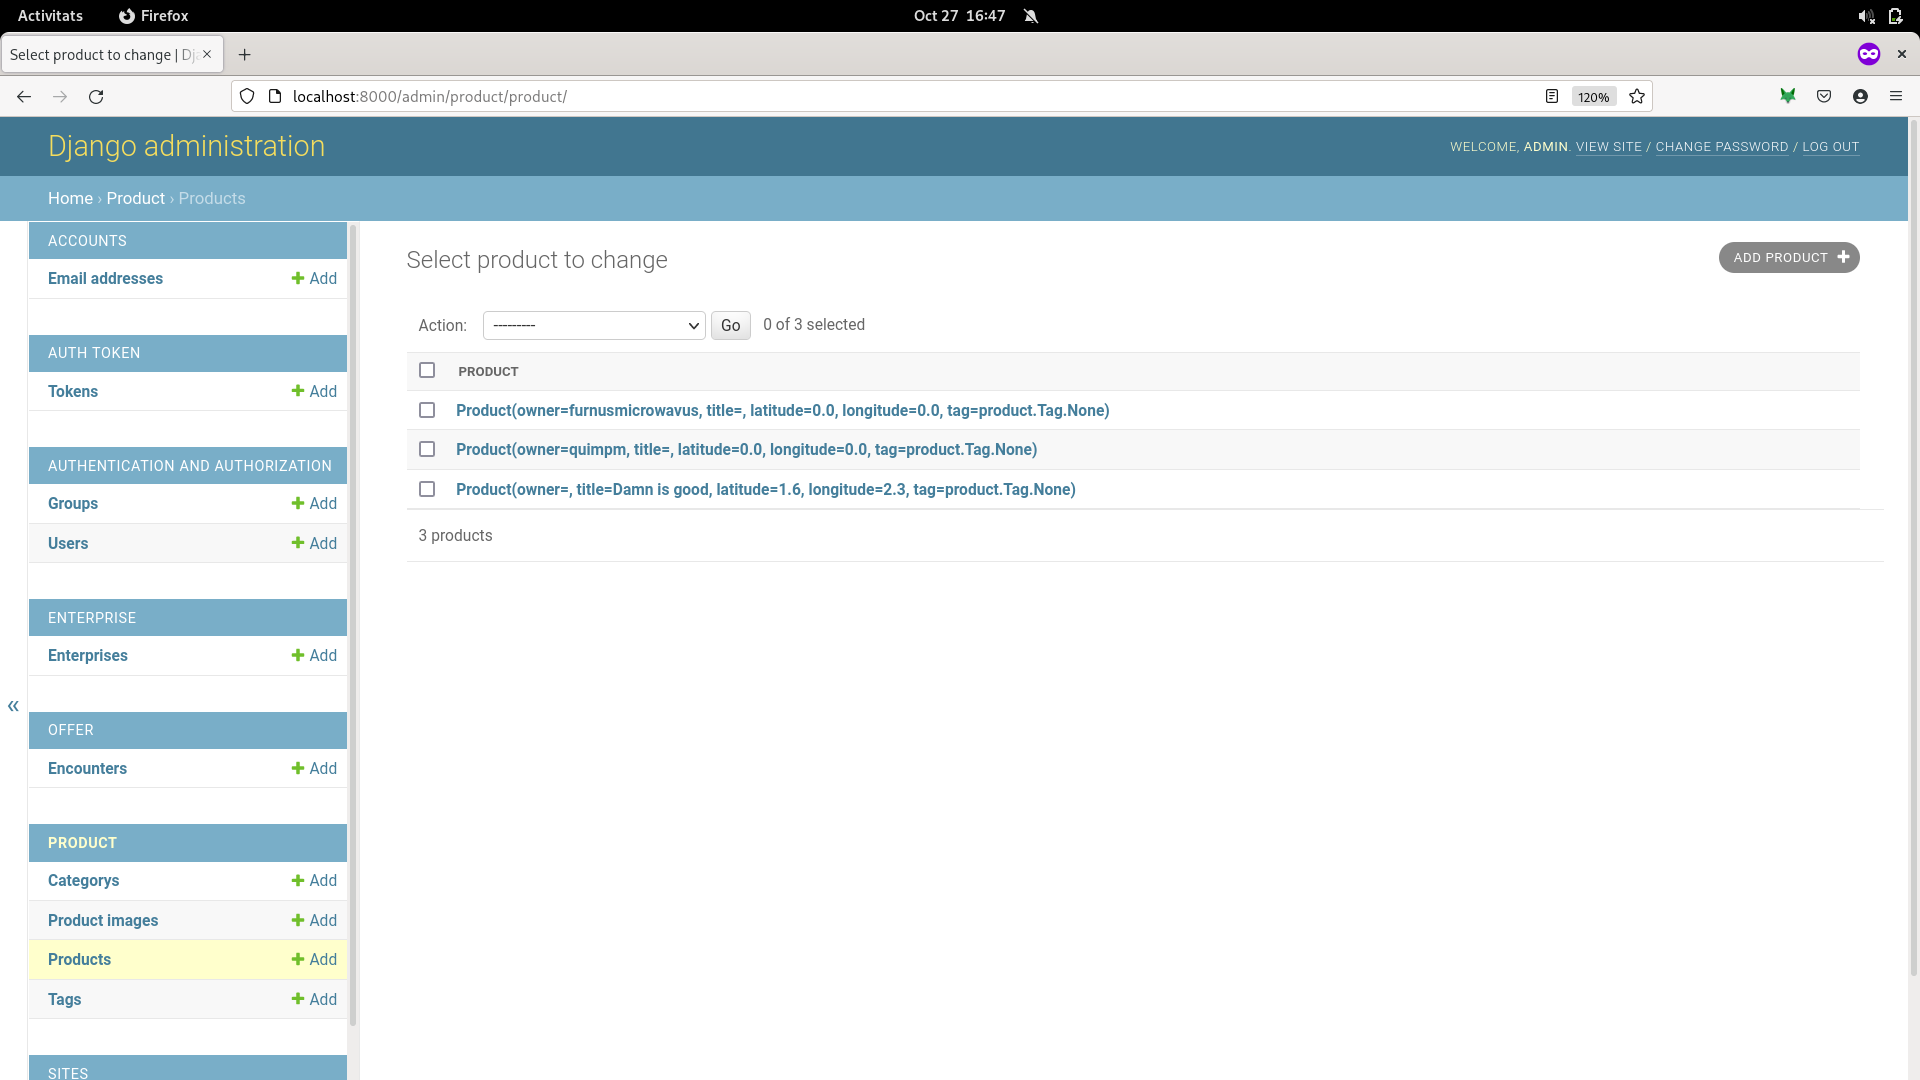 Activitats Firefox Oct 27 16:47
Select product to change | Dj
localhost:8000/admin/product/product/ 120%
Django administration
WELCOME, ADMIN. VIEW SITE / CHANGE PASSWORD / LOG OUT
Home › Product › Products
ACCOUNTS
Email addresses Add
AUTH TOKEN
Tokens Add
AUTHENTICATION AND AUTHORIZATION
Groups Add
Users Add
ENTERPRISE
Enterprises Add
OFFER
Encounters Add
PRODUCT
Categorys Add
Product images Add
Products Add
Tags Add
SITES
«
Select product to change
ADD PRODUCT
Action: --------- Go 0 of 3 selected
PRODUCT
Product(owner=furnusmicrowavus, title=, latitude=0.0, longitude=0.0, tag=product.Tag.None)
Product(owner=quimpm, title=, latitude=0.0, longitude=0.0, tag=product.Tag.None)
Product(owner=, title=Damn is good, latitude=1.6, longitude=2.3, tag=product.Tag.None)
3 products